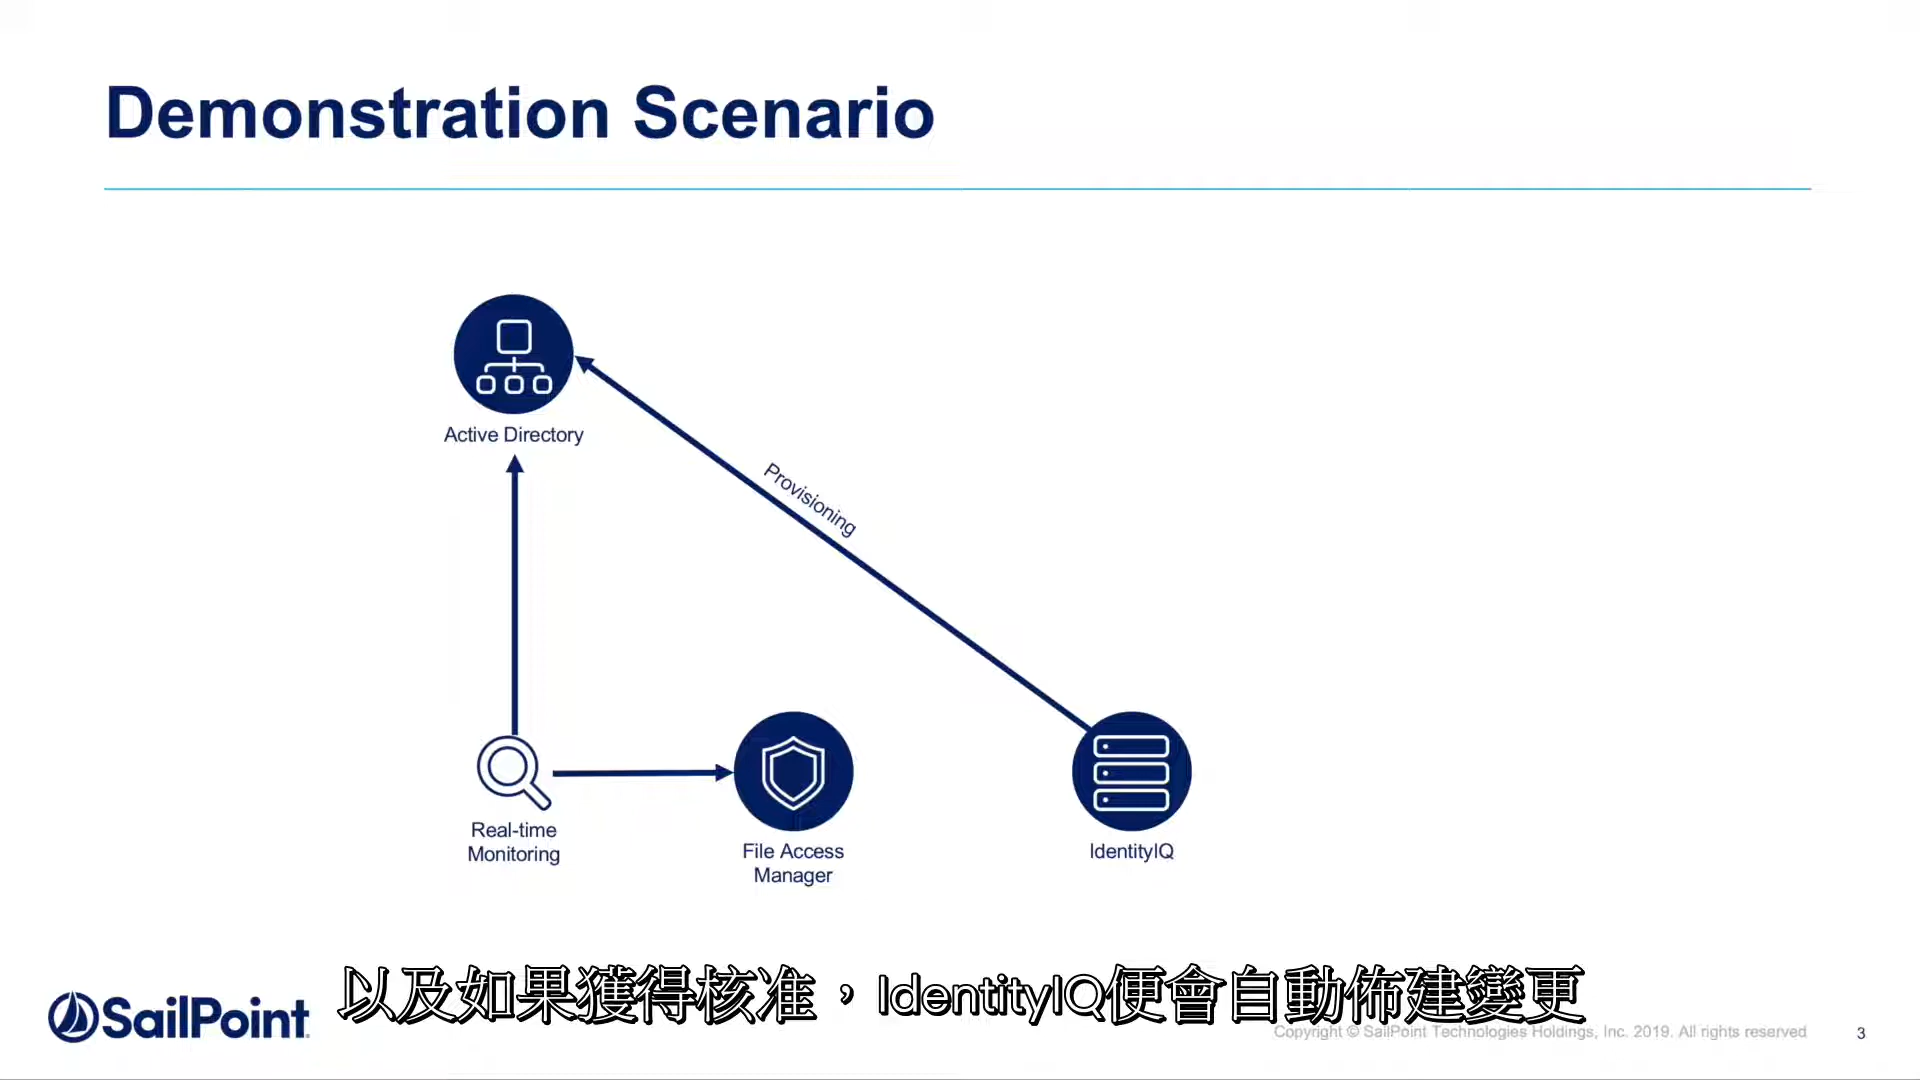 Demonstration Scenario
Active Directory
Provisioning
Real-time
Monitoring
File Access
Manager
IdentityIQ
以及如果獲得核准，IdentityIQ便會自動佈建變更
SailPoint
Copyright © SailPoint Technologies Holdings, Inc. 2019. All rights reserved
3